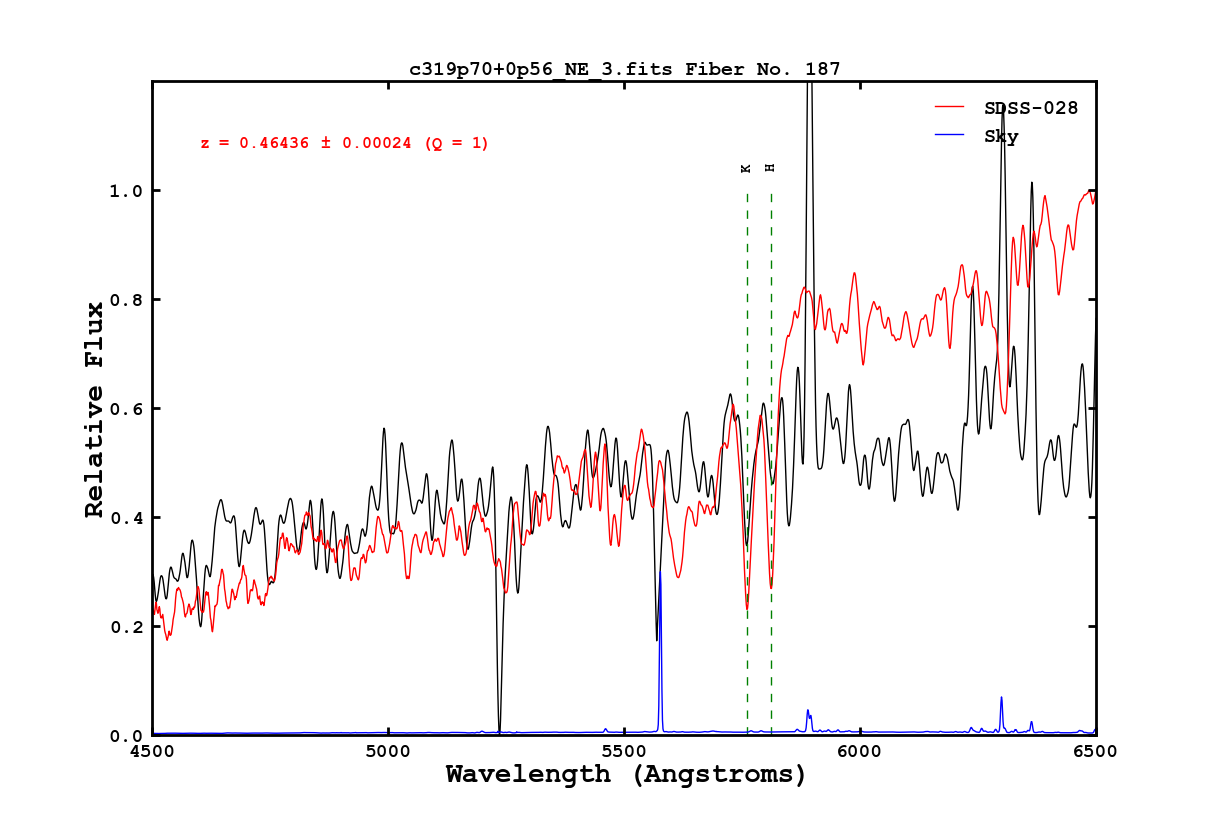 c319p70+0p56_NE_3.fits Fiber No. 187
SDSS-028
Sky
z = 0.46436 ± 0.00024 (Q = 1)
K
H
1.0
0.8
0.6
0.4
0.2
0.0
Relative Flux
4500
5000
5500
6000
6500
Wavelength (Angstroms)